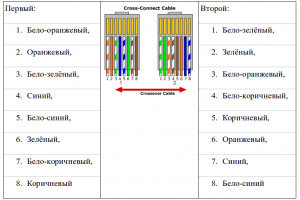 Первый:
1. Бело-оранжевый,
2. Оранжевый,
3. Бело-зелёный,
4. Синий,
5. Бело-синий,
6. Зелёный,
7. Бело-коричневый,
8. Коричневый
Cross-Connect Cable
1 2 3 4 5 6 7 8
1 2 3 4 5 6 7 8
1
2
Crossover Cable
Второй:
1. Бело-зелёный,
2. Зелёный,
3. Бело-оранжевый,
4. Бело-коричневый,
5. Коричневый,
6. Оранжевый,
7. Синий,
8. Бело-синий